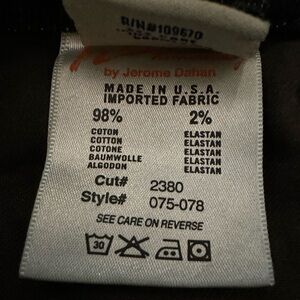 R/N#109670
by Jerome Dahan
MADE IN U.S.A.
IMPORTED FABRIC
98% 2%
COTON ELASTAN
COTTON ELASTAN
COTONE ELASTAN
BAUMWOLLE ELASTAN
ALGODON ELASTAN
Cut# 2380
Style# 075-078
SEE CARE ON REVERSE
30